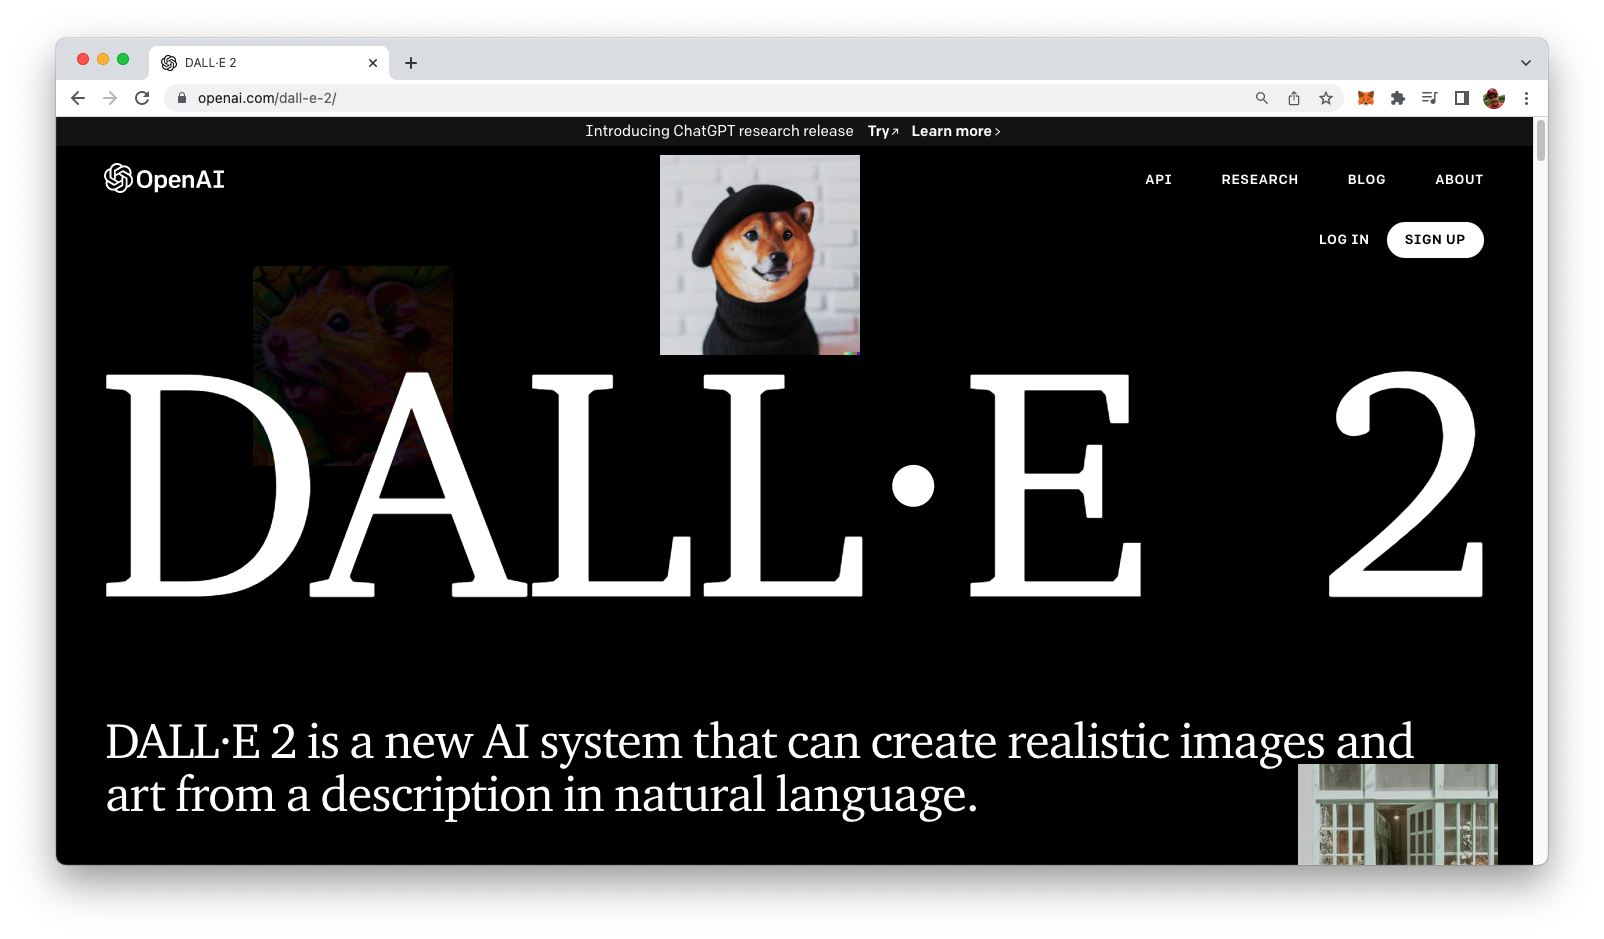 DALL·E 2
openai.com/dall-e-2/
Introducing ChatGPT research release Try↗ Learn more›
OpenAI
API RESEARCH BLOG ABOUT
LOG IN SIGN UP
DALL·E 2
DALL·E 2 is a new AI system that can create realistic images and
art from a description in natural language.